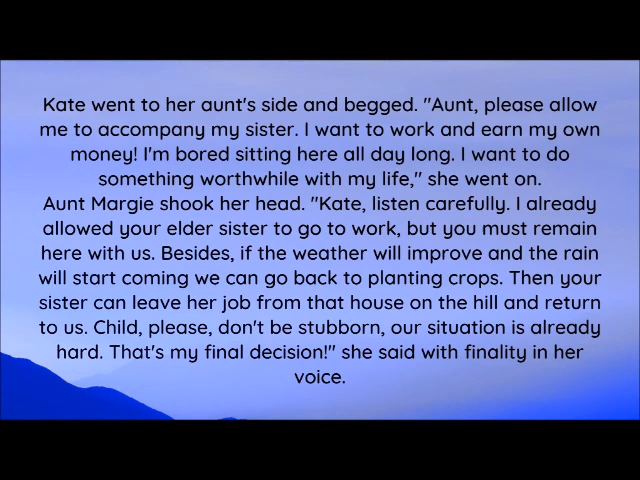 Kate went to her aunt's side and begged. "Aunt, please allow
me to accompany my sister. I want to work and earn my own
money! I'm bored sitting here all day long. I want to do
something worthwhile with my life," she went on.
Aunt Margie shook her head. "Kate, listen carefully. I already
allowed your elder sister to go to work, but you must remain
here with us. Besides, if the weather will improve and the rain
will start coming we can go back to planting crops. Then your
sister can leave her job from that house on the hill and return
to us. Child, please, don't be stubborn, our situation is already
hard. That's my final decision!" she said with finality in her
voice.